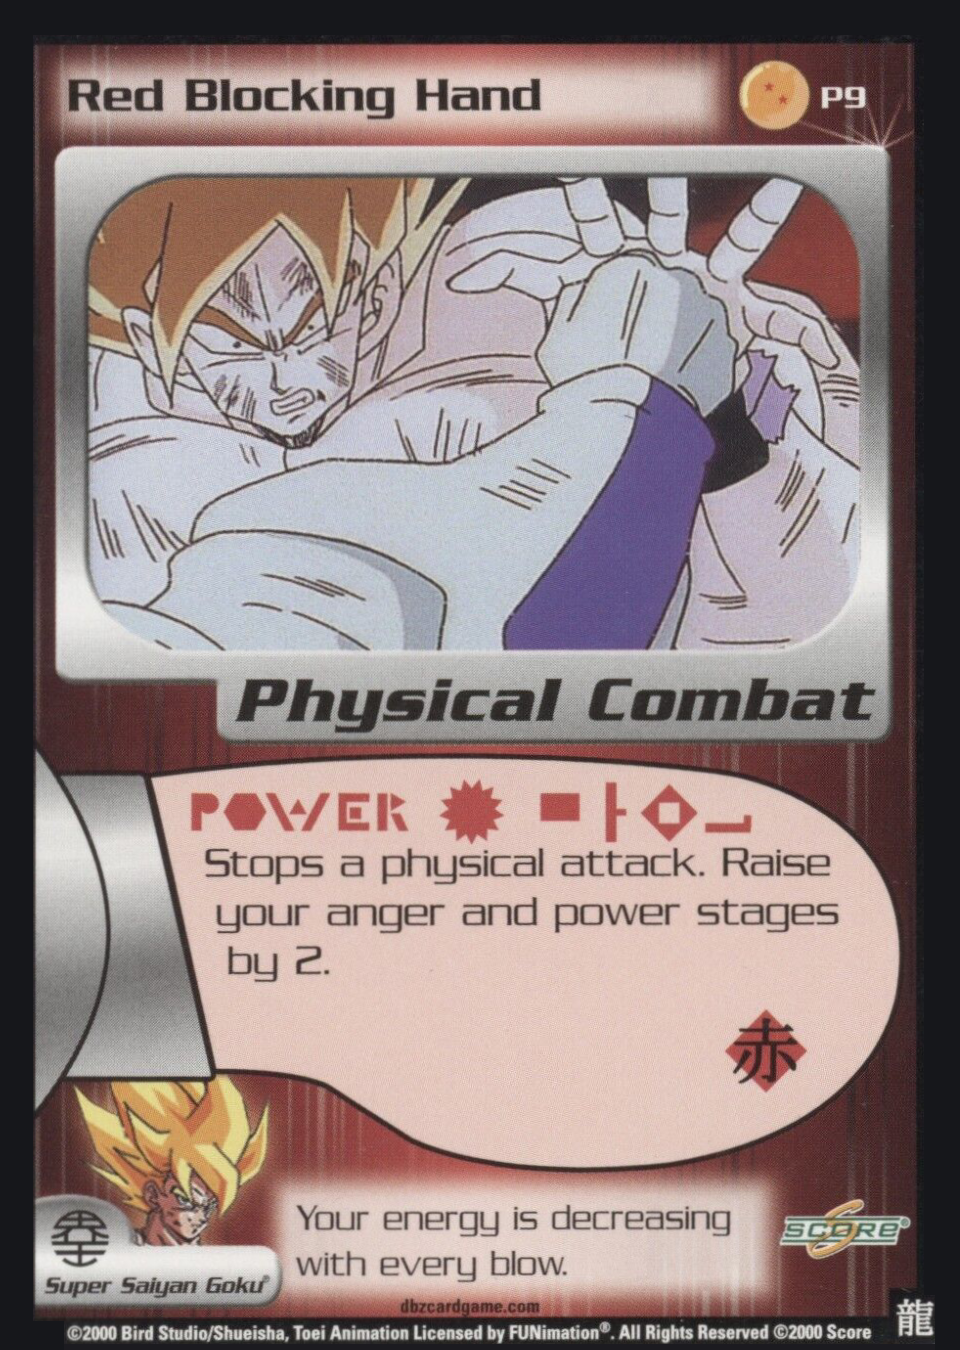 Red Blocking Hand
P9
Physical Combat
POWER
Stops a physical attack. Raise
your anger and power stages
by 2.
赤
Your energy is decreasing
with every blow.
SCORE®
Super Saiyan Goku®
dbzcardgame.com
©2000 Bird Studio/Shueisha, Toei Animation Licensed by FUNimation®. All Rights Reserved ©2000 Score
龍